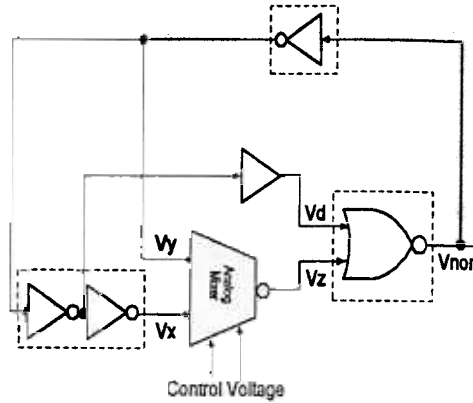 Vd
Vy
Analog
Mixer
Vz
Vnor
Vx
Control Voltage